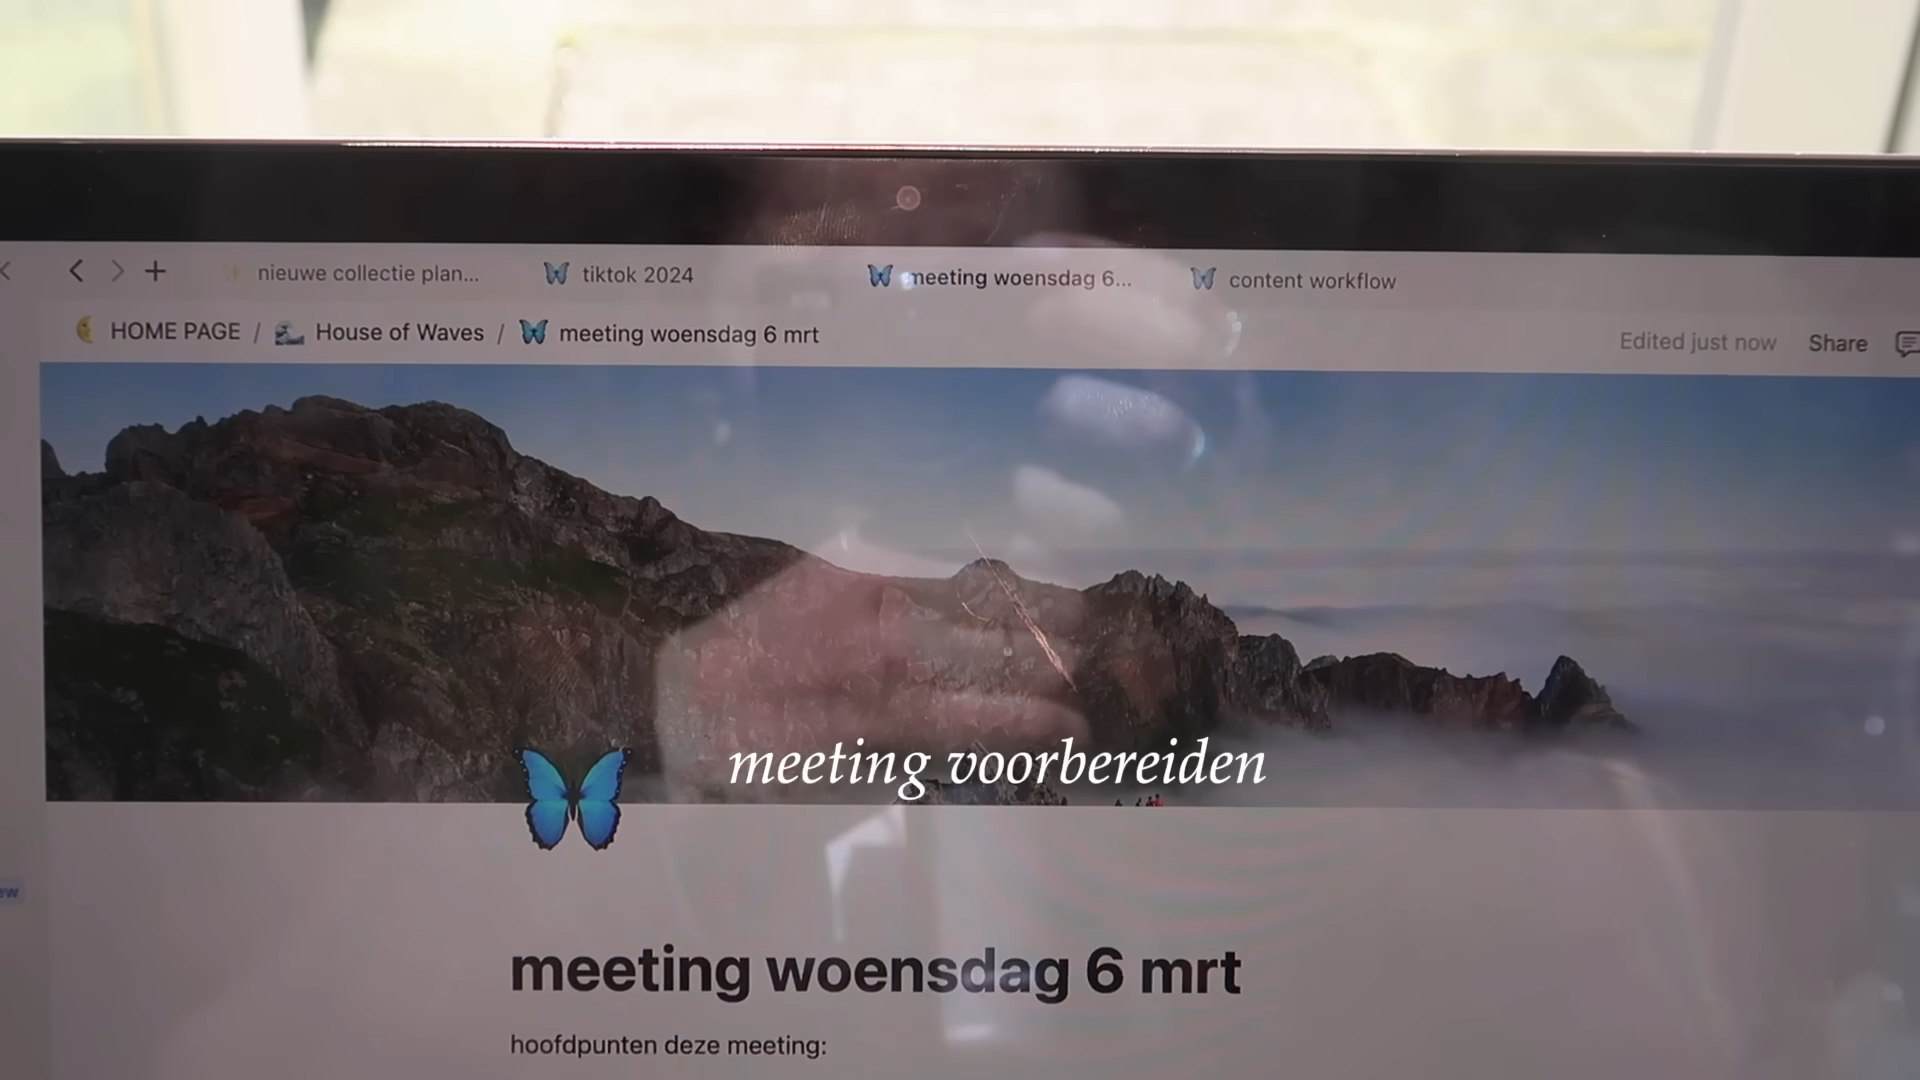 nieuwe collectie plan...
tiktok 2024
meeting woensdag 6...
content workflow
HOME PAGE / House of Waves / meeting woensdag 6 mrt
Edited just now Share
meeting voorbereiden
meeting woensdag 6 mrt
hoofdpunten deze meeting: